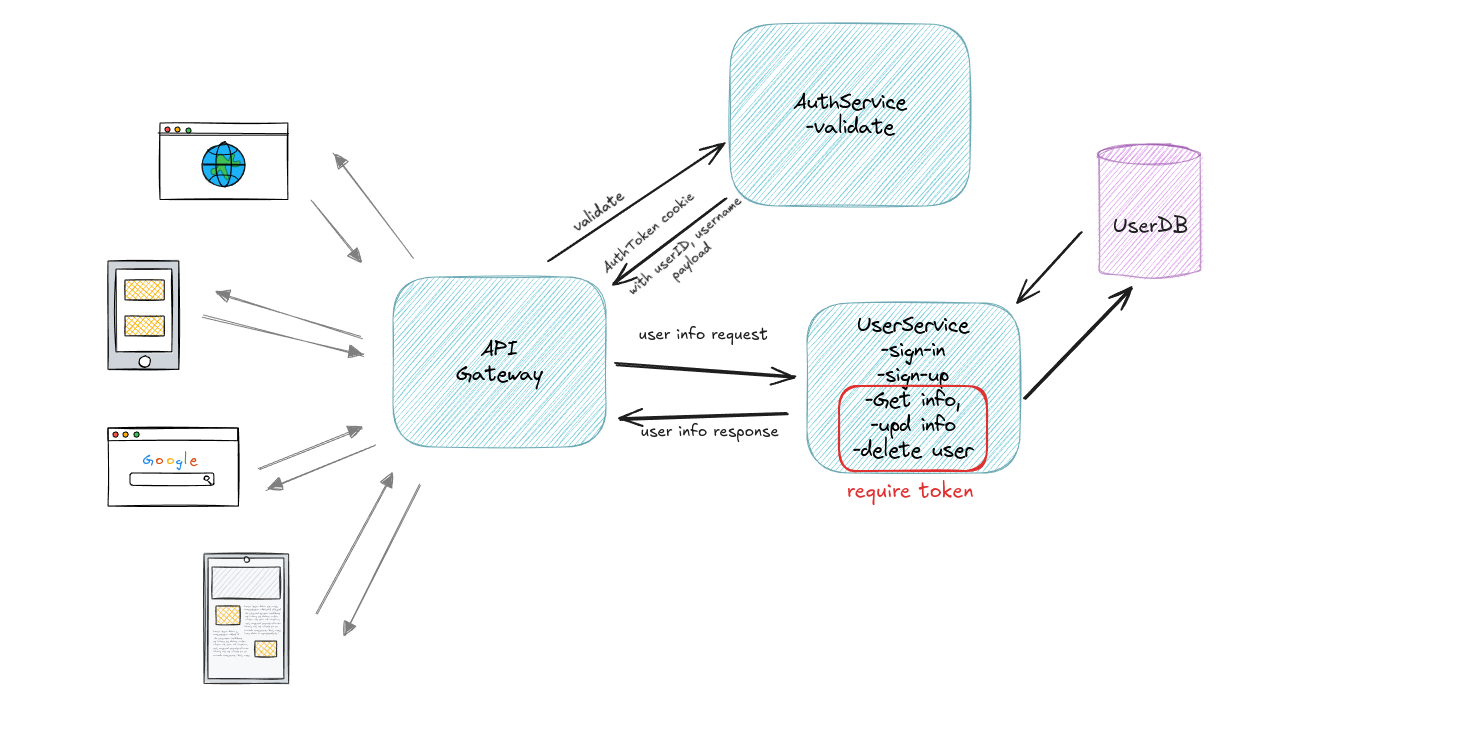 AuthService
-validate
validate
AuthToken cookie
with userID, username
payload
UserDB
API
Gateway
user info request
user info response
UserService
-sign-in
-sign-up
-Get info,
-upd info
-delete user
require token
Google